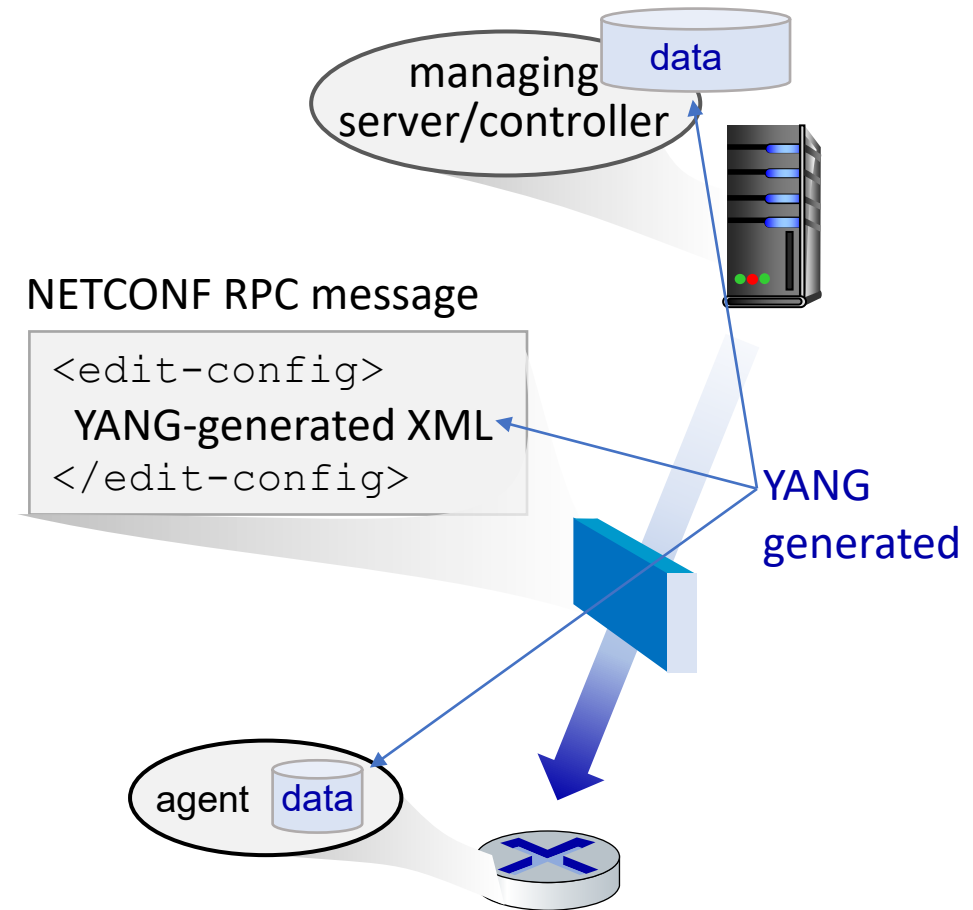 data
managing
server/controller
NETCONF RPC message
<edit-config>
YANG-generated XML
</edit-config>
YANG
generated
agent
data